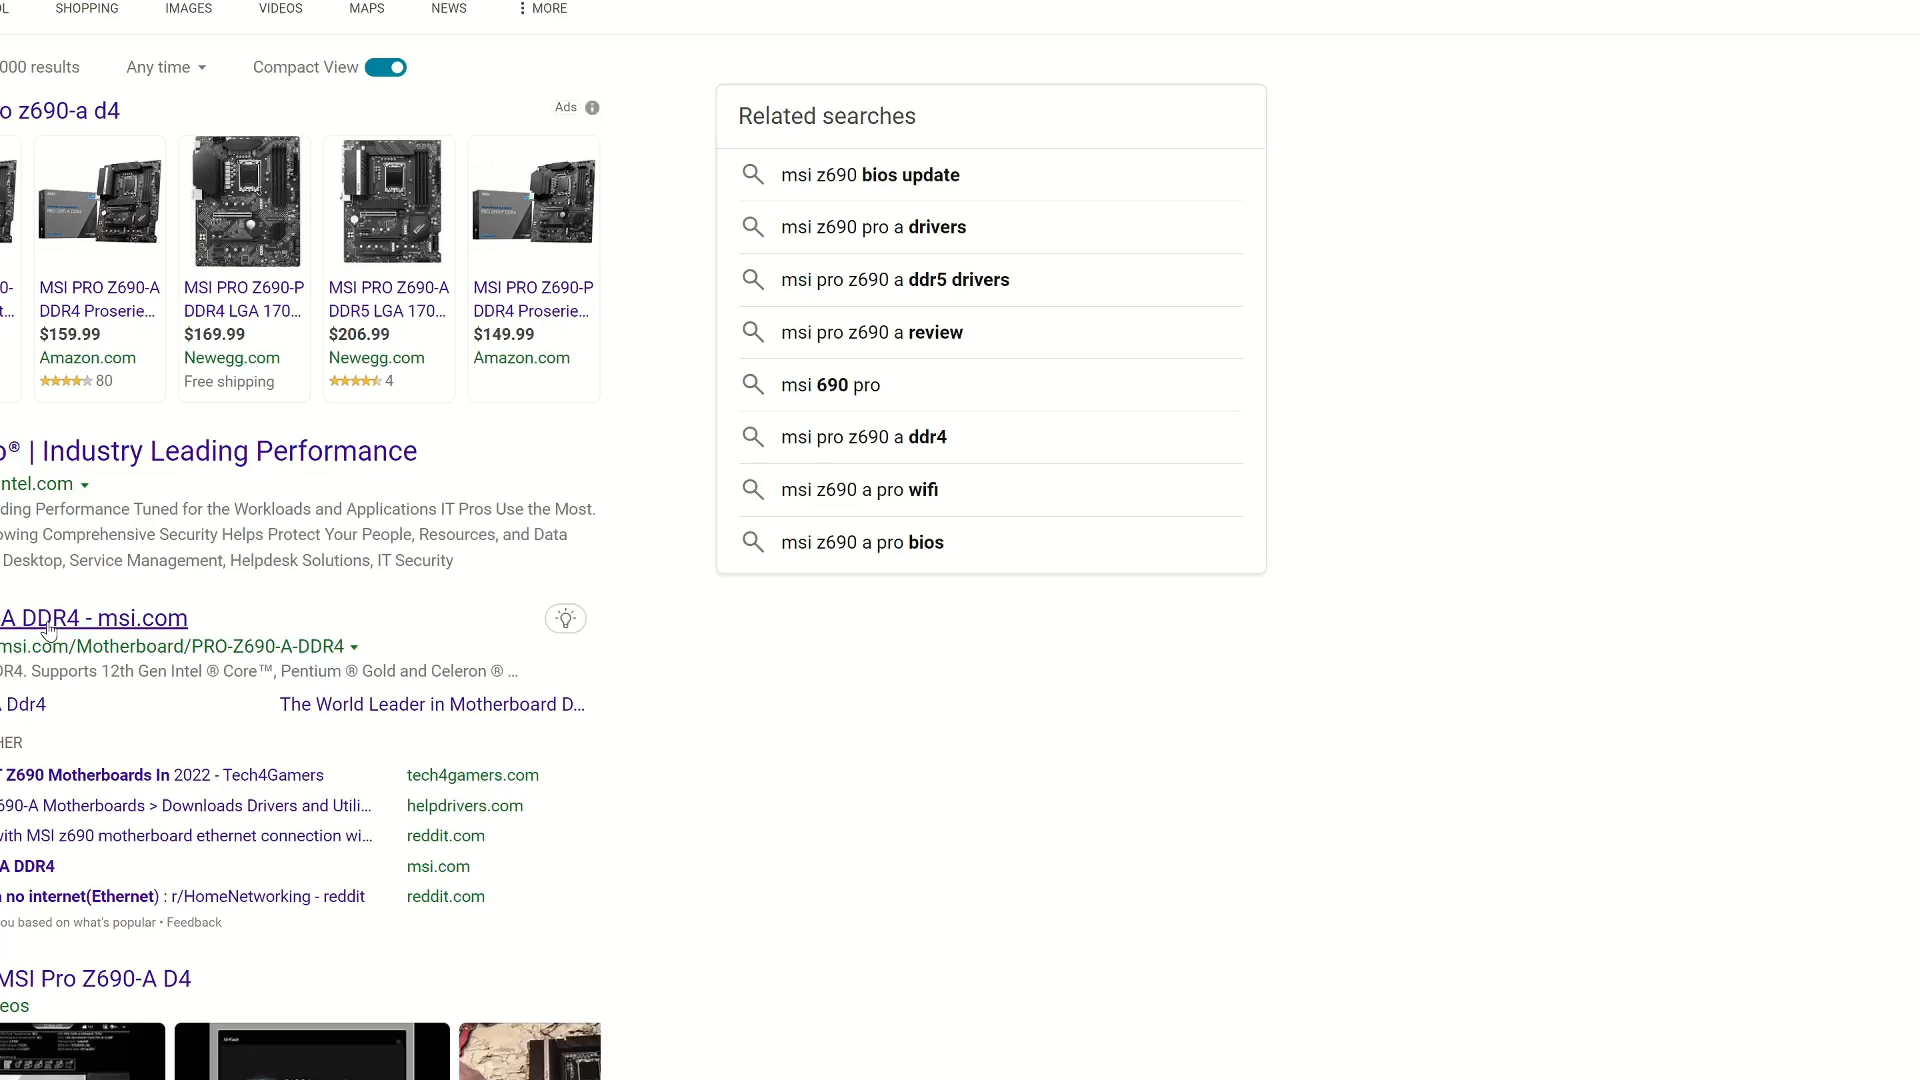 SHOPPING IMAGES VIDEOS MAPS NEWS MORE
000 results Any time Compact View
o z690-a d4 Ads
MSI PRO Z690-A
DDR4 Proserie...
$159.99
Amazon.com
80
MSI PRO Z690-P
DDR4 LGA 170...
$169.99
Newegg.com
Free shipping
MSI PRO Z690-A
DDR5 LGA 170...
$206.99
Newegg.com
4
MSI PRO Z690-P
DDR4 Proserie...
$149.99
Amazon.com
o® | Industry Leading Performance
ntel.com
ding Performance Tuned for the Workloads and Applications IT Pros Use the Most.
owing Comprehensive Security Helps Protect Your People, Resources, and Data
Desktop, Service Management, Helpdesk Solutions, IT Security
A DDR4 - msi.com
msi.com/Motherboard/PRO-Z690-A-DDR4
DR4. Supports 12th Gen Intel ® Core™, Pentium ® Gold and Celeron ® ...
Ddr4 The World Leader in Motherboard D...
HER
Z690 Motherboards In 2022 - Tech4Gamers tech4gamers.com
690-A Motherboards > Downloads Drivers and Utili... helpdrivers.com
with MSI z690 motherboard ethernet connection wi... reddit.com
A DDR4 msi.com
no internet(Ethernet) : r/HomeNetworking - reddit reddit.com
ou based on what's popular • Feedback
MSI Pro Z690-A D4
eos
M-Flash
Related searches
msi z690 bios update
msi z690 pro a drivers
msi pro z690 a ddr5 drivers
msi pro z690 a review
msi 690 pro
msi pro z690 a ddr4
msi z690 a pro wifi
msi z690 a pro bios